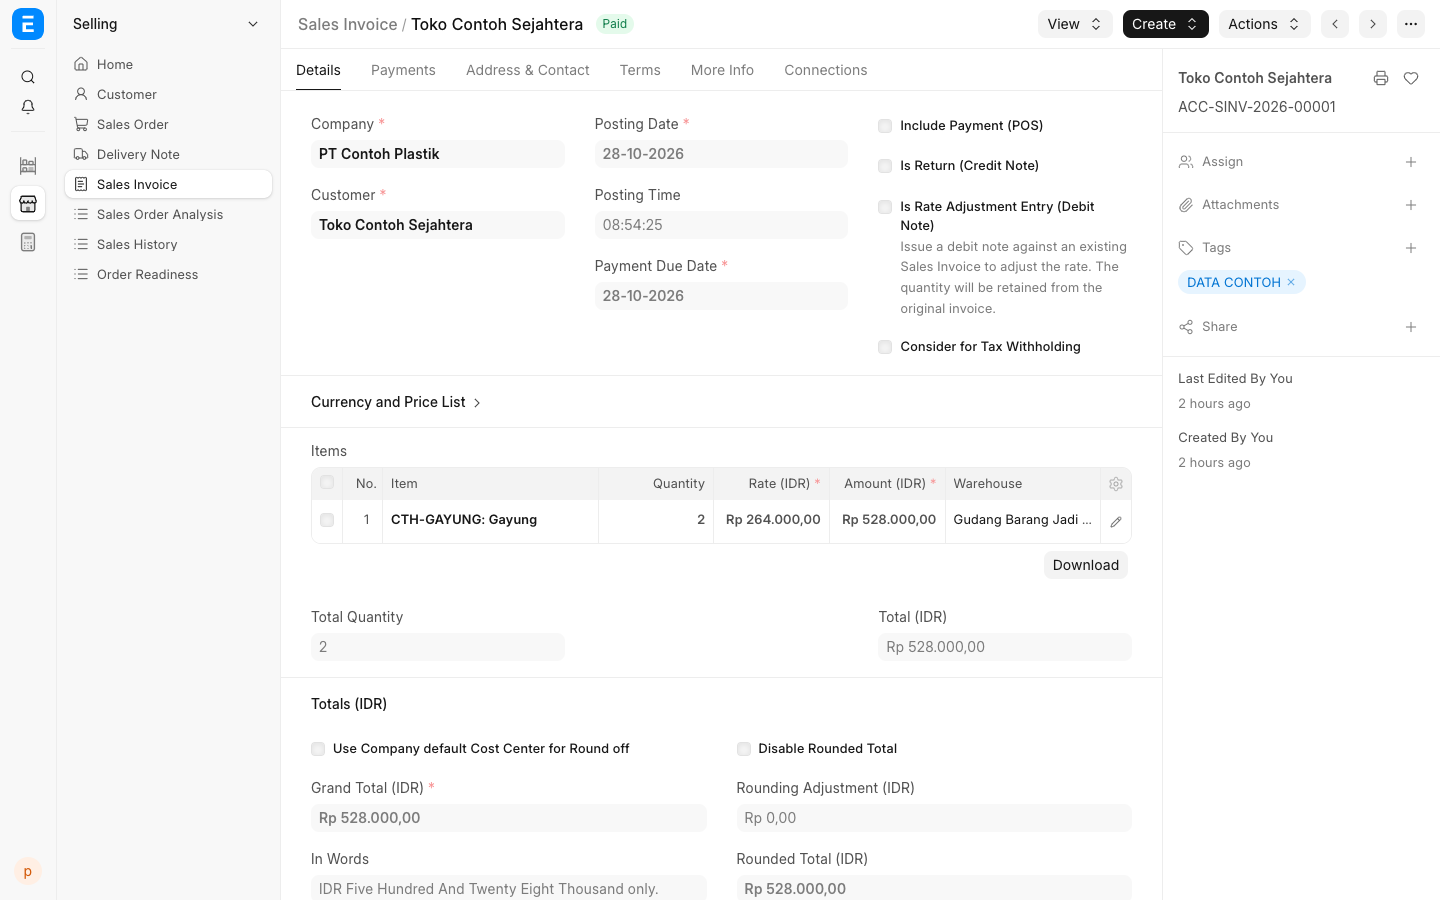 Selling
Home
Customer
Sales Order
Delivery Note
Sales Invoice
Sales Order Analysis
Sales History
Order Readiness
p
Sales Invoice / Toko Contoh Sejahtera
Paid
View
Create
Actions
Details
Payments
Address & Contact
Terms
More Info
Connections
Company *
PT Contoh Plastik
Customer *
Toko Contoh Sejahtera
Posting Date *
28-10-2026
Posting Time
08:54:25
Payment Due Date *
28-10-2026
Include Payment (POS)
Is Return (Credit Note)
Is Rate Adjustment Entry (Debit
Note)
Issue a debit note against an existing
Sales Invoice to adjust the rate. The
quantity will be retained from the
original invoice.
Consider for Tax Withholding
Currency and Price List
Items
No. Item Quantity Rate (IDR) * Amount (IDR) * Warehouse
1 CTH-GAYUNG: Gayung 2 Rp 264.000,00 Rp 528.000,00 Gudang Barang Jadi ...
Download
Total Quantity
2
Total (IDR)
Rp 528.000,00
Totals (IDR)
Use Company default Cost Center for Round off
Disable Rounded Total
Grand Total (IDR) *
Rp 528.000,00
Rounding Adjustment (IDR)
Rp 0,00
In Words
IDR Five Hundred And Twenty Eight Thousand only.
Rounded Total (IDR)
Rp 528.000,00
Toko Contoh Sejahtera
ACC-SINV-2026-00001
Assign
Attachments
Tags
DATA CONTOH
Share
Last Edited By You
2 hours ago
Created By You
2 hours ago